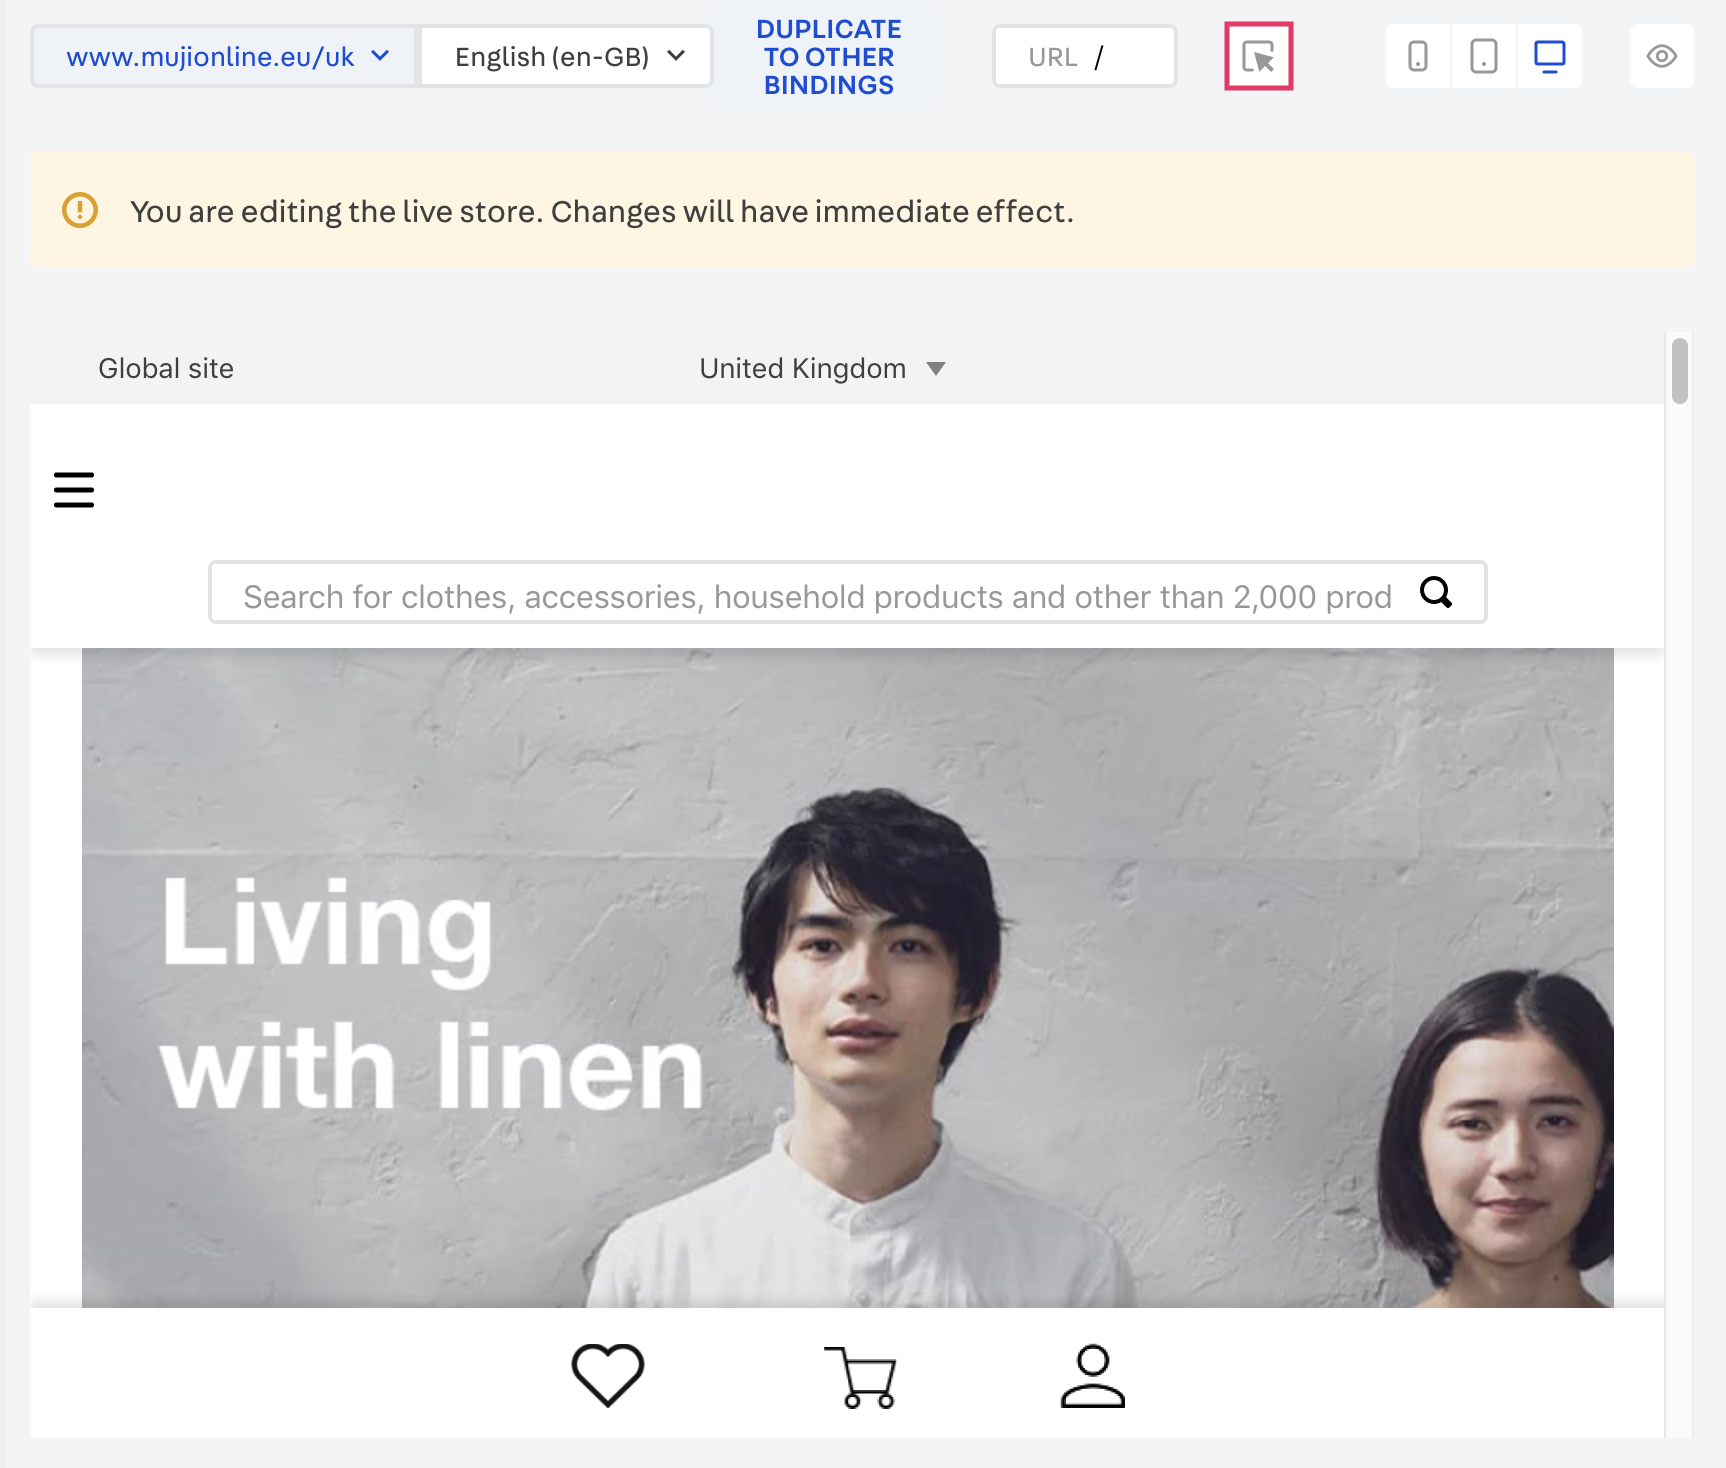 www.mujionline.eu/uk
English (en-GB)
DUPLICATE
TO OTHER
BINDINGS
URL /
You are editing the live store. Changes will have immediate effect.
Global site
United Kingdom
Search for clothes, accessories, household products and other than 2,000 prod
Living
with linen